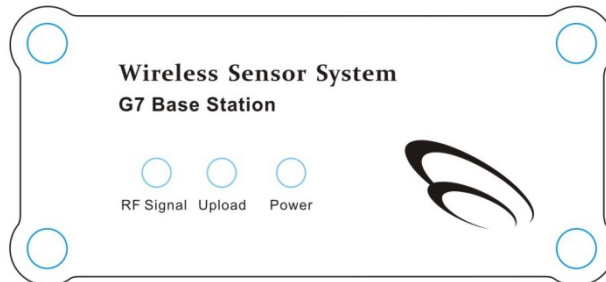 Wireless Sensor System
G7 Base Station
RF Signal Upload Power